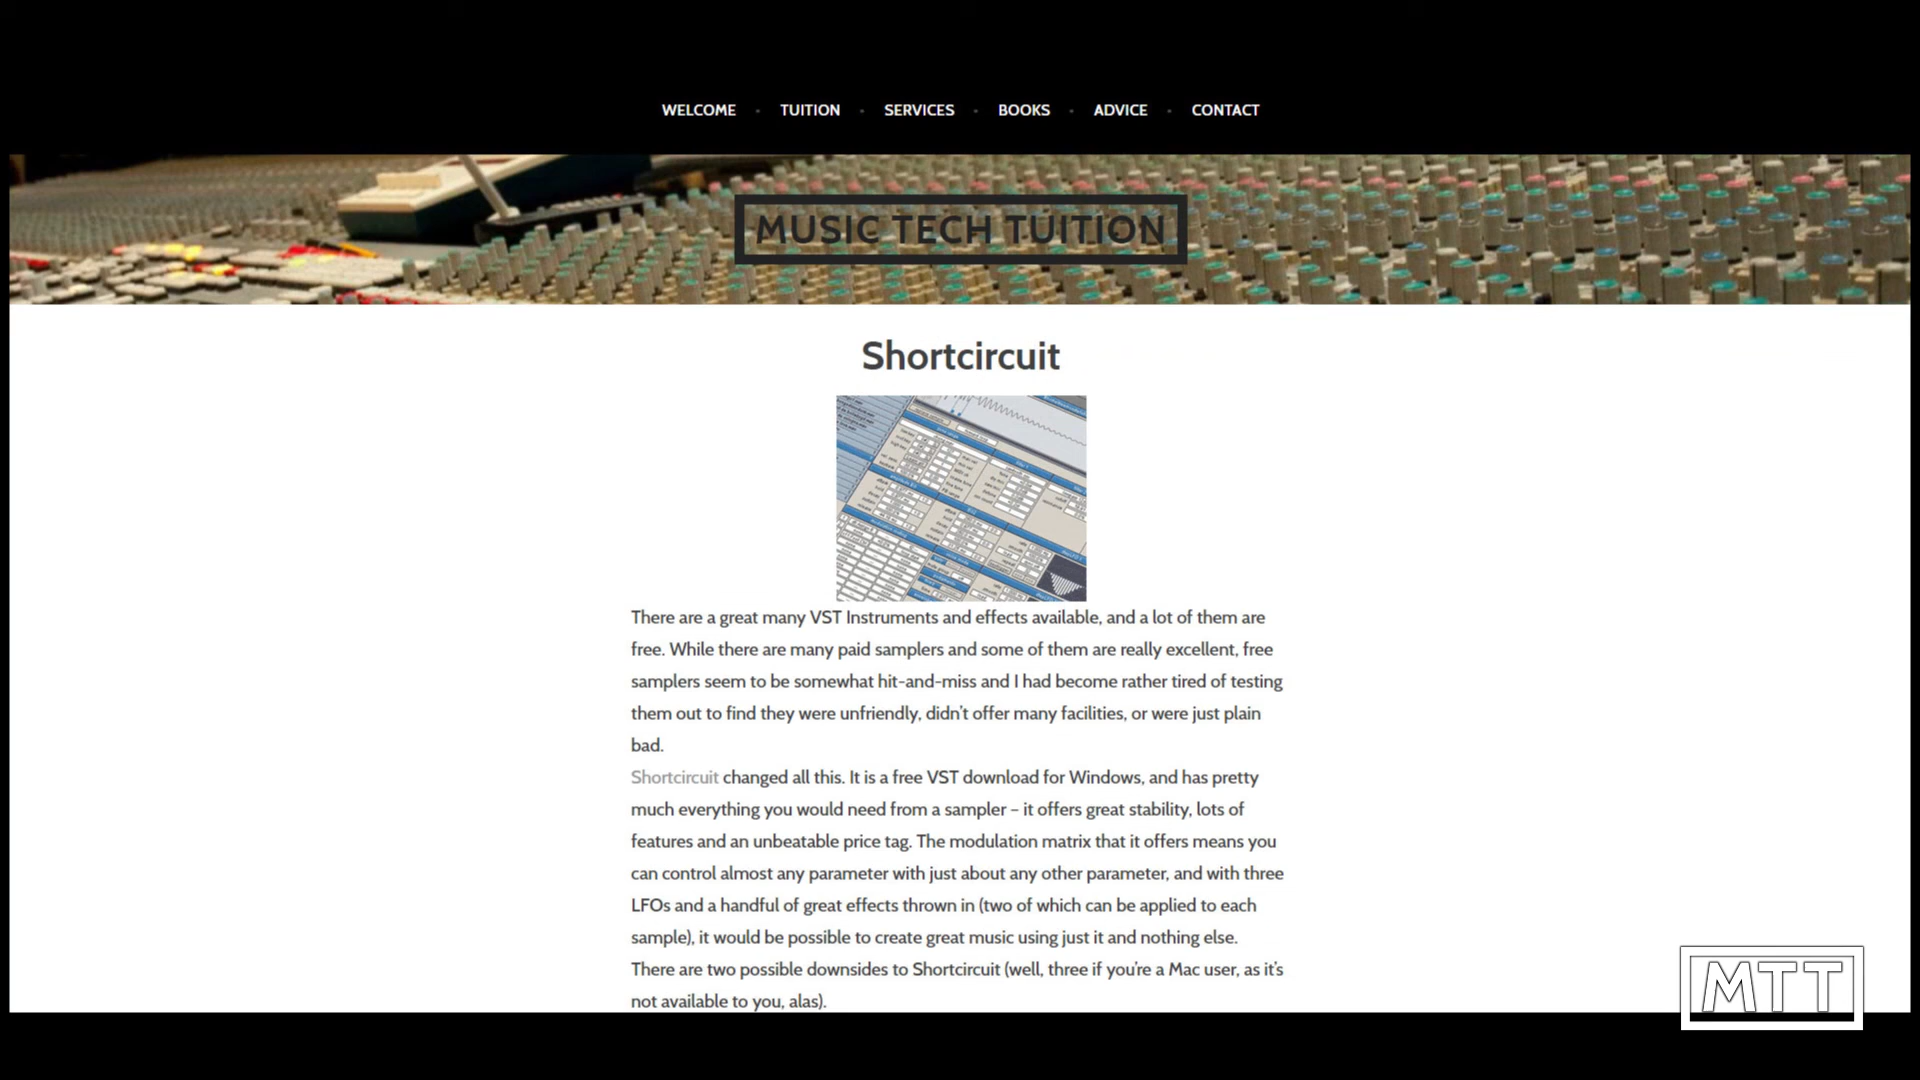 WELCOME TUITION SERVICES BOOKS ADVICE CONTACT
MUSIC TECH TUITION
Shortcircuit
There are a great many VST Instruments and effects available, and a lot of them are
free. While there are many paid samplers and some of them are really excellent, free
samplers seem to be somewhat hit-and-miss and I had become rather tired of testing
them out to find they were unfriendly, didn't offer many facilities, or were just plain
bad.
Shortcircuit changed all this. It is a free VST download for Windows, and has pretty
much everything you would need from a sampler – it offers great stability, lots of
features and an unbeatable price tag. The modulation matrix that it offers means you
can control almost any parameter with just about any other parameter, and with three
LFOs and a handful of great effects thrown in (two of which can be applied to each
sample), it would be possible to create great music using just it and nothing else.
There are two possible downsides to Shortcircuit (well, three if you're a Mac user, as it's
not available to you, alas).
MTT